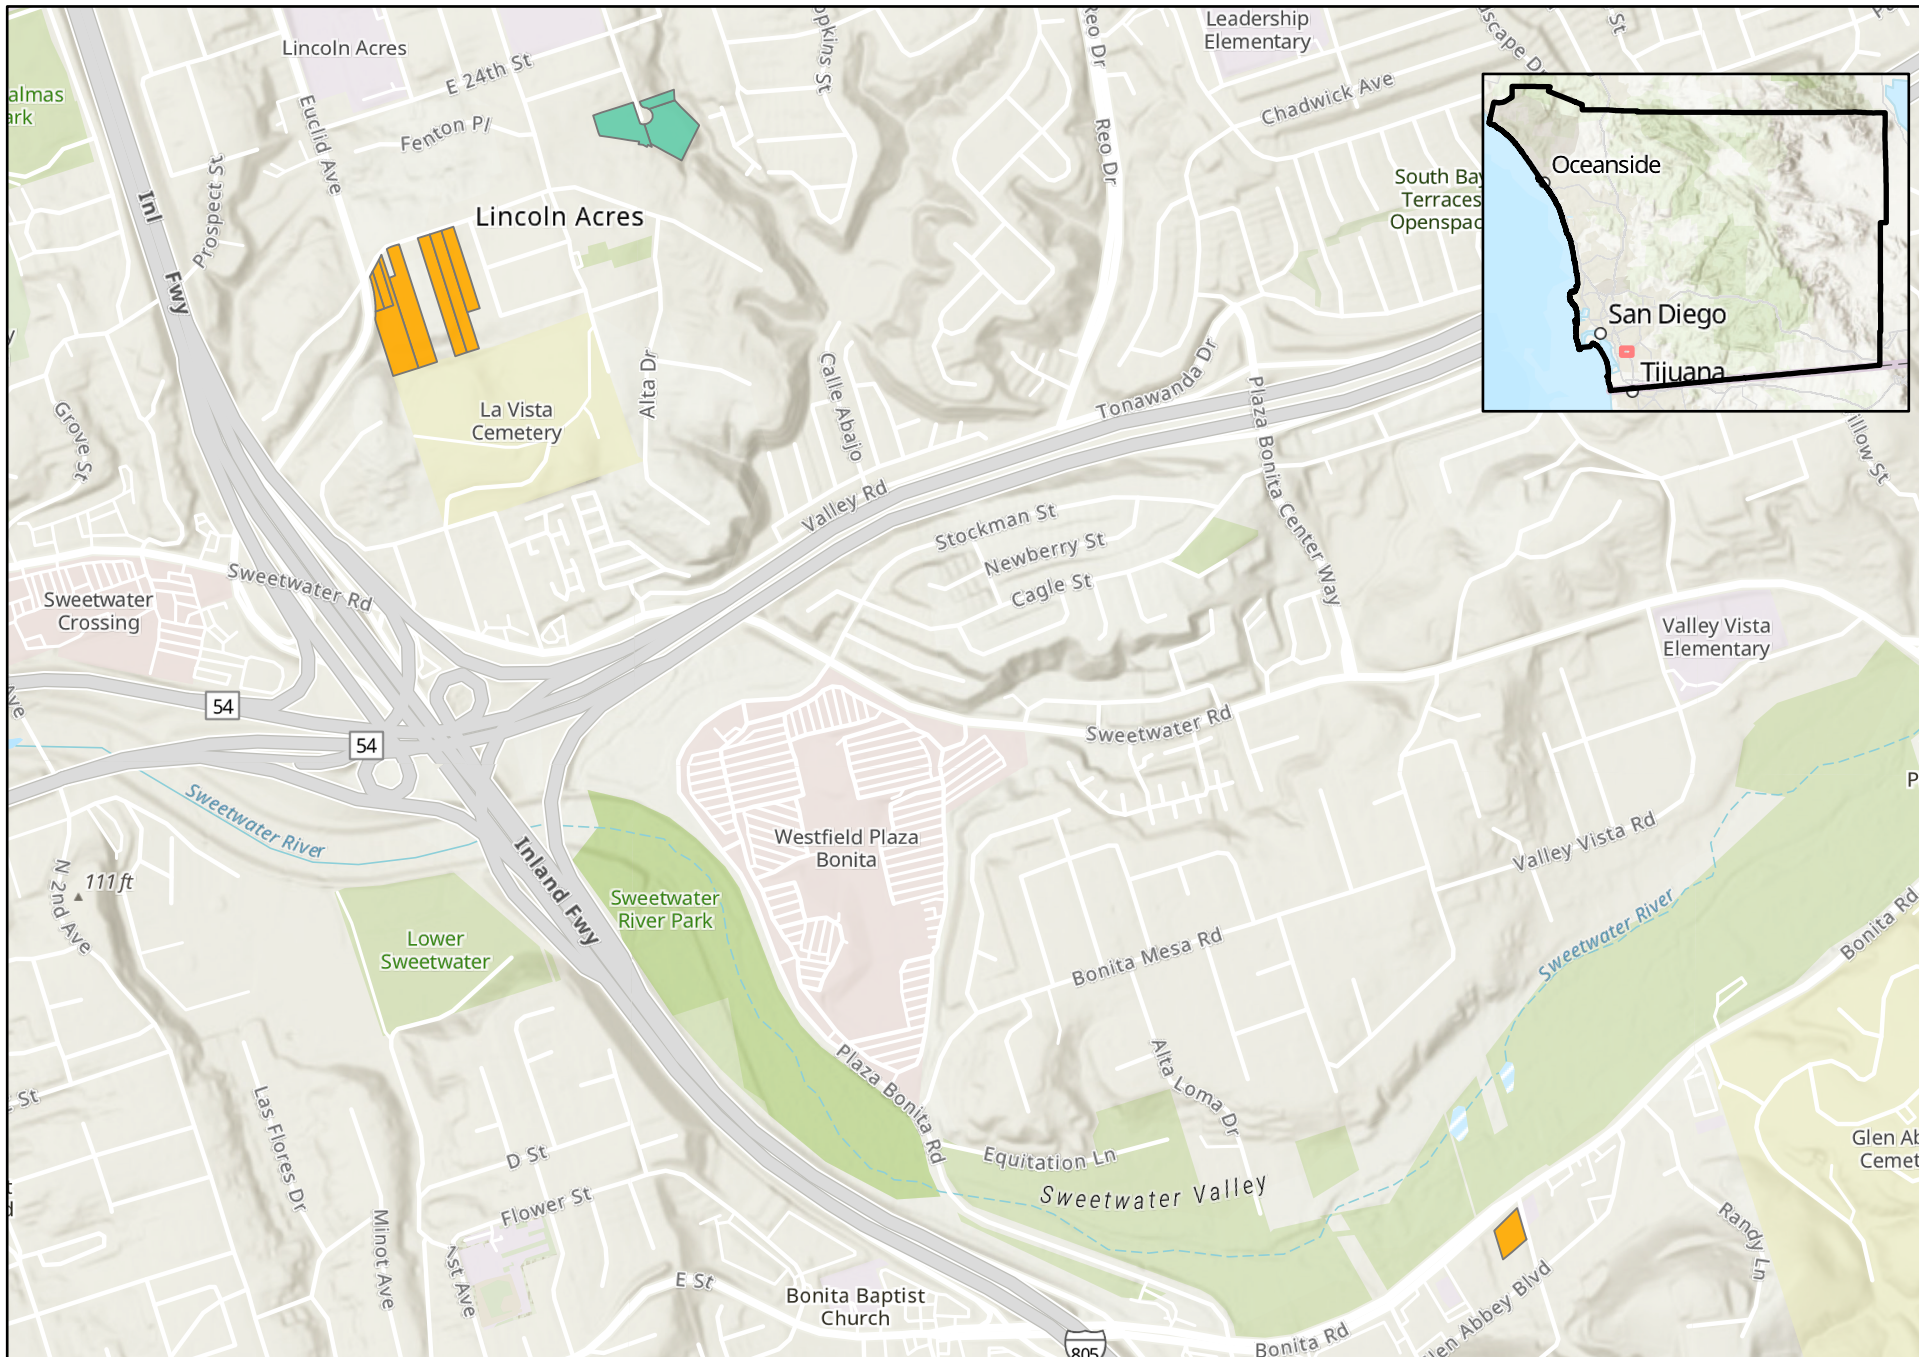 Lincoln Acres
E 24th St
Leadership
Elementary
Reo Dr
Chadwick Ave
Euclid Ave
Fenton Pl
Reo Dr
Prospect St
Inl
Fwy
Lincoln Acres
South Bay
Terraces
Oceanside
San Diego
Tijuana
Grove St
La Vista
Cemetery
Alta Dr
Calle Abajo
Tonawanda Dr
Plaza Bonita Center Way
Valley Rd
Stockman St
Newberry St
Cagle St
Sweetwater Rd
Sweetwater
Crossing
Valley Vista
Elementary
54
54
Sweetwater Rd
Sweetwater River
Westfield Plaza
Bonita
Valley Vista Rd
111 ft
N 2nd Ave
Inland Fwy
Sweetwater
River Park
Lower
Sweetwater
Bonita Mesa Rd
Sweetwater River
Bonita Rd
Plaza Bonita Rd
Alta Loma Dr
Las Flores Dr
D St
Flower St
Equitation Ln
Sweetwater Valley
Minot Ave
E St
Bonita Baptist
Church
Randy Ln
Bonita Rd
805